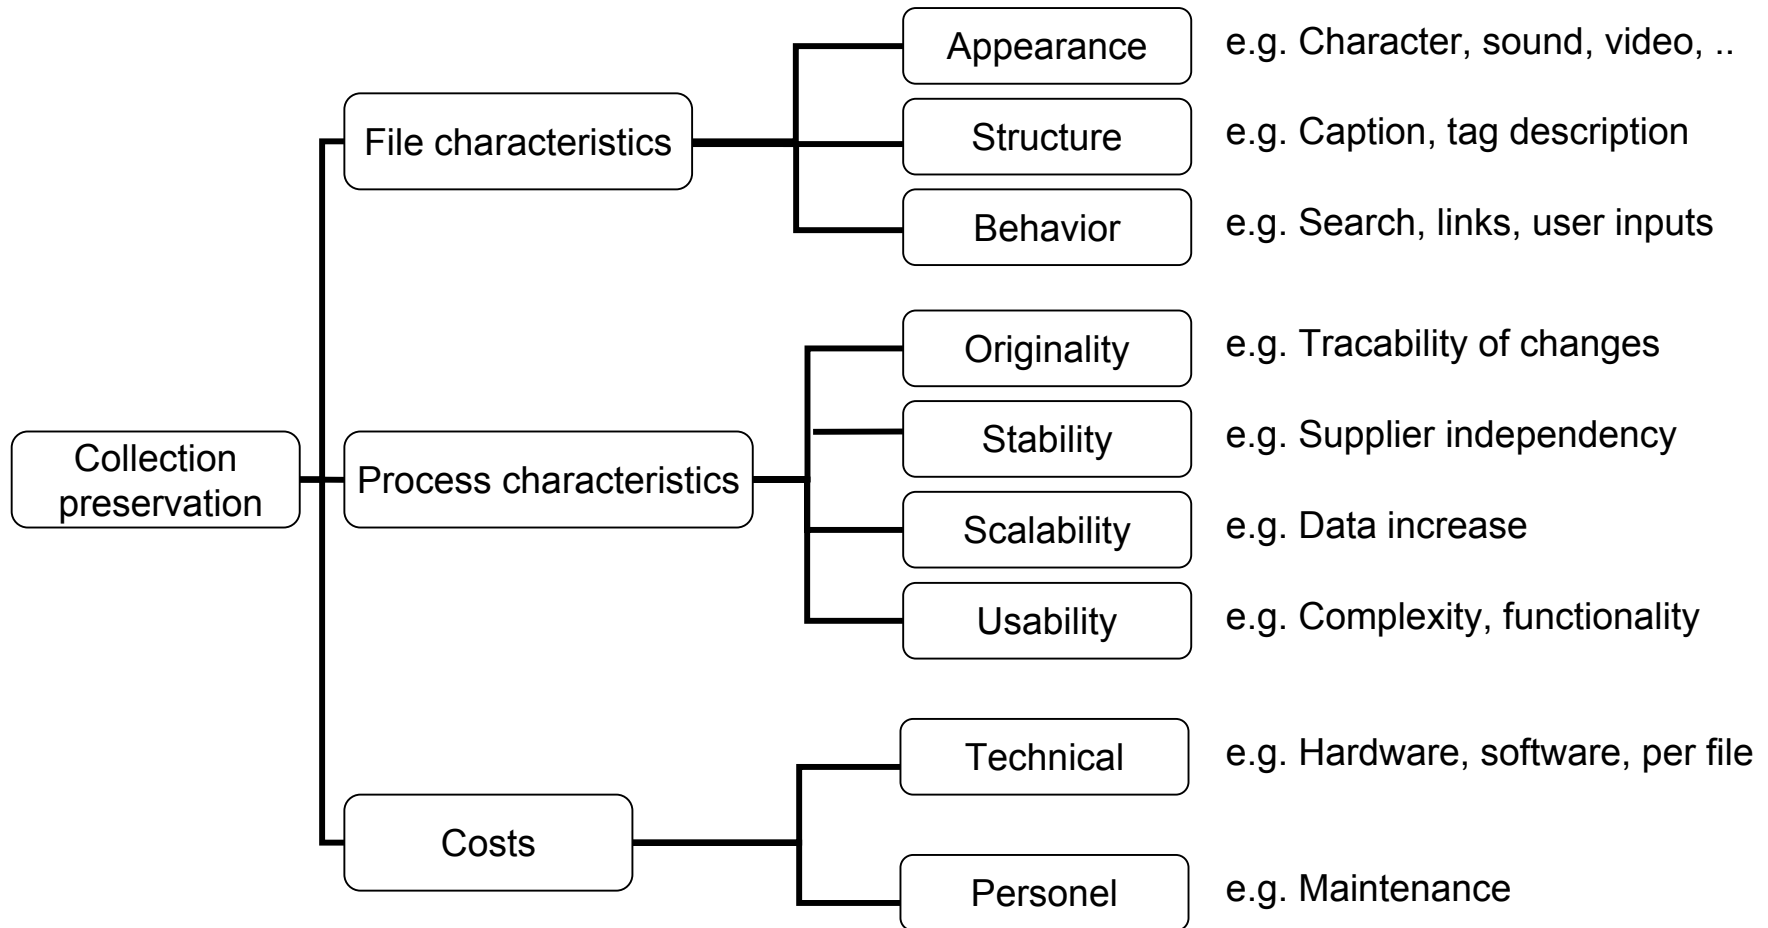 Appearance e.g. Character, sound, video, ..
File characteristics
Structure e.g. Caption, tag description
Behavior e.g. Search, links, user inputs
Originality e.g. Tracability of changes
Stability e.g. Supplier independency
Collection
preservation
Process characteristics
Scalability e.g. Data increase
Usability e.g. Complexity, functionality
Technical e.g. Hardware, software, per file
Costs
Personel e.g. Maintenance